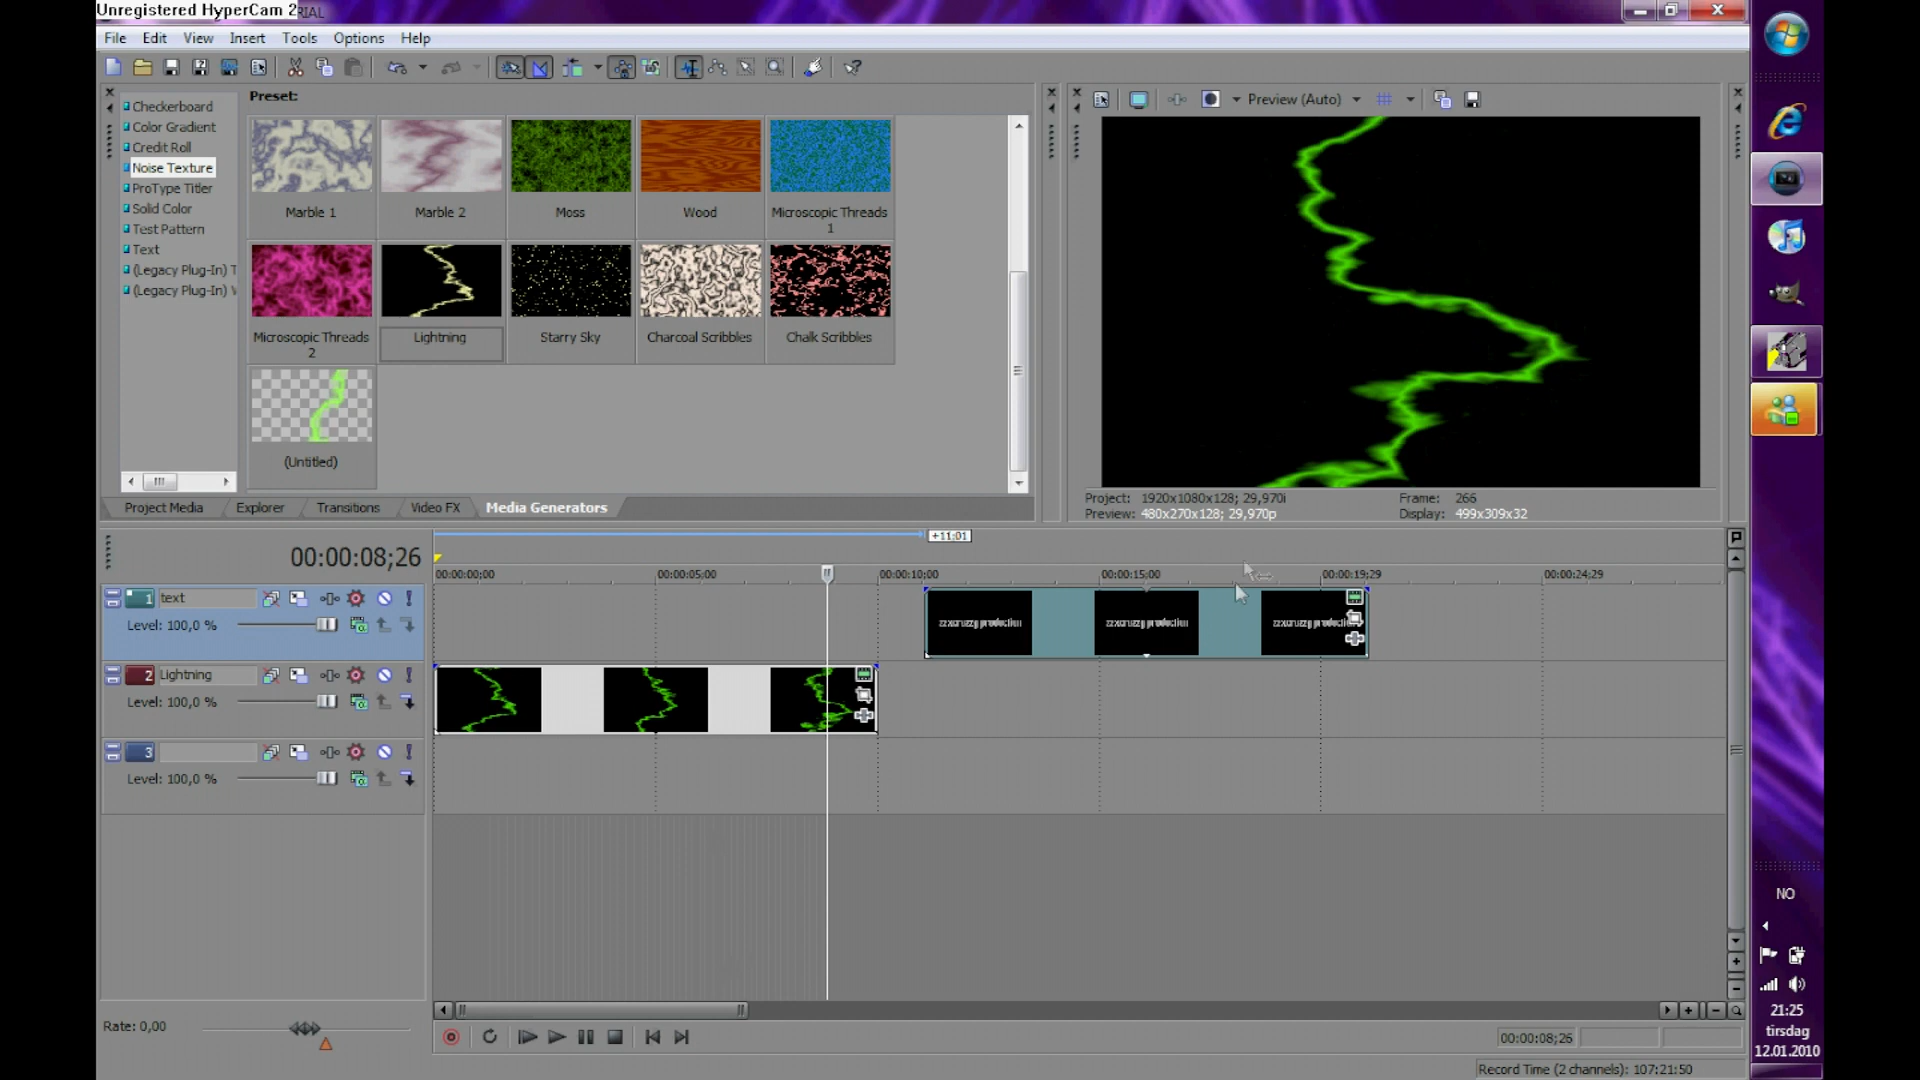 Unregistered HyperCam 2
RIAL
File Edit View Insert Tools Options Help
Preset:
Preview (Auto)
Checkerboard
Color Gradient
Credit Roll
Noise Texture
ProType Titler
Solid Color
Test Pattern
Text
(Legacy Plug-In) T
(Legacy Plug-In)
Marble 1
Marble 2
Moss
Wood
Microscopic Threads 1
Microscopic Threads 2
Lightning
Starry Sky
Charcoal Scribbles
Chalk Scribbles
(Untitled)
Project Media Explorer Transitions Video FX Media Generators
Project: 1920x1080x128; 29,970i
Frame: 266
Preview: 480x270x128; 29,970p
Display: 499x309x32
00:00:08;26
+11;01
00:00:00;00 00:00:05;00 00:00:10;00 00:00:15;00 00:00:19;29 00:00:24;29
1 text
Level: 100,0 %
2 Lightning
Level: 100,0 %
3
Level: 100,0 %
Rate: 0,00
00:00:08;26
Record Time (2 channels): 107:21:50
NO
21:25
tirsdag
12.01.2010